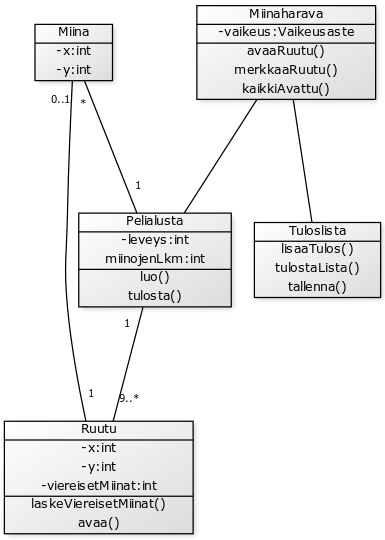 Miina
-x:int
-y:int
Miinaharava
-vaikeus:Vaikeusaste
avaaRuutu()
merkkaaRuutu()
kaikkiAvattu()
0..1
*
1
Pelialusta
-leveys:int
miinojenLkm:int
luo()
tulosta()
Tuloslista
lisaaTulos()
tulostaLista()
tallenna()
1
1
9..*
Ruutu
-x:int
-y:int
-viereisetMiinat:int
laskeViereisetMiinat()
avaa()